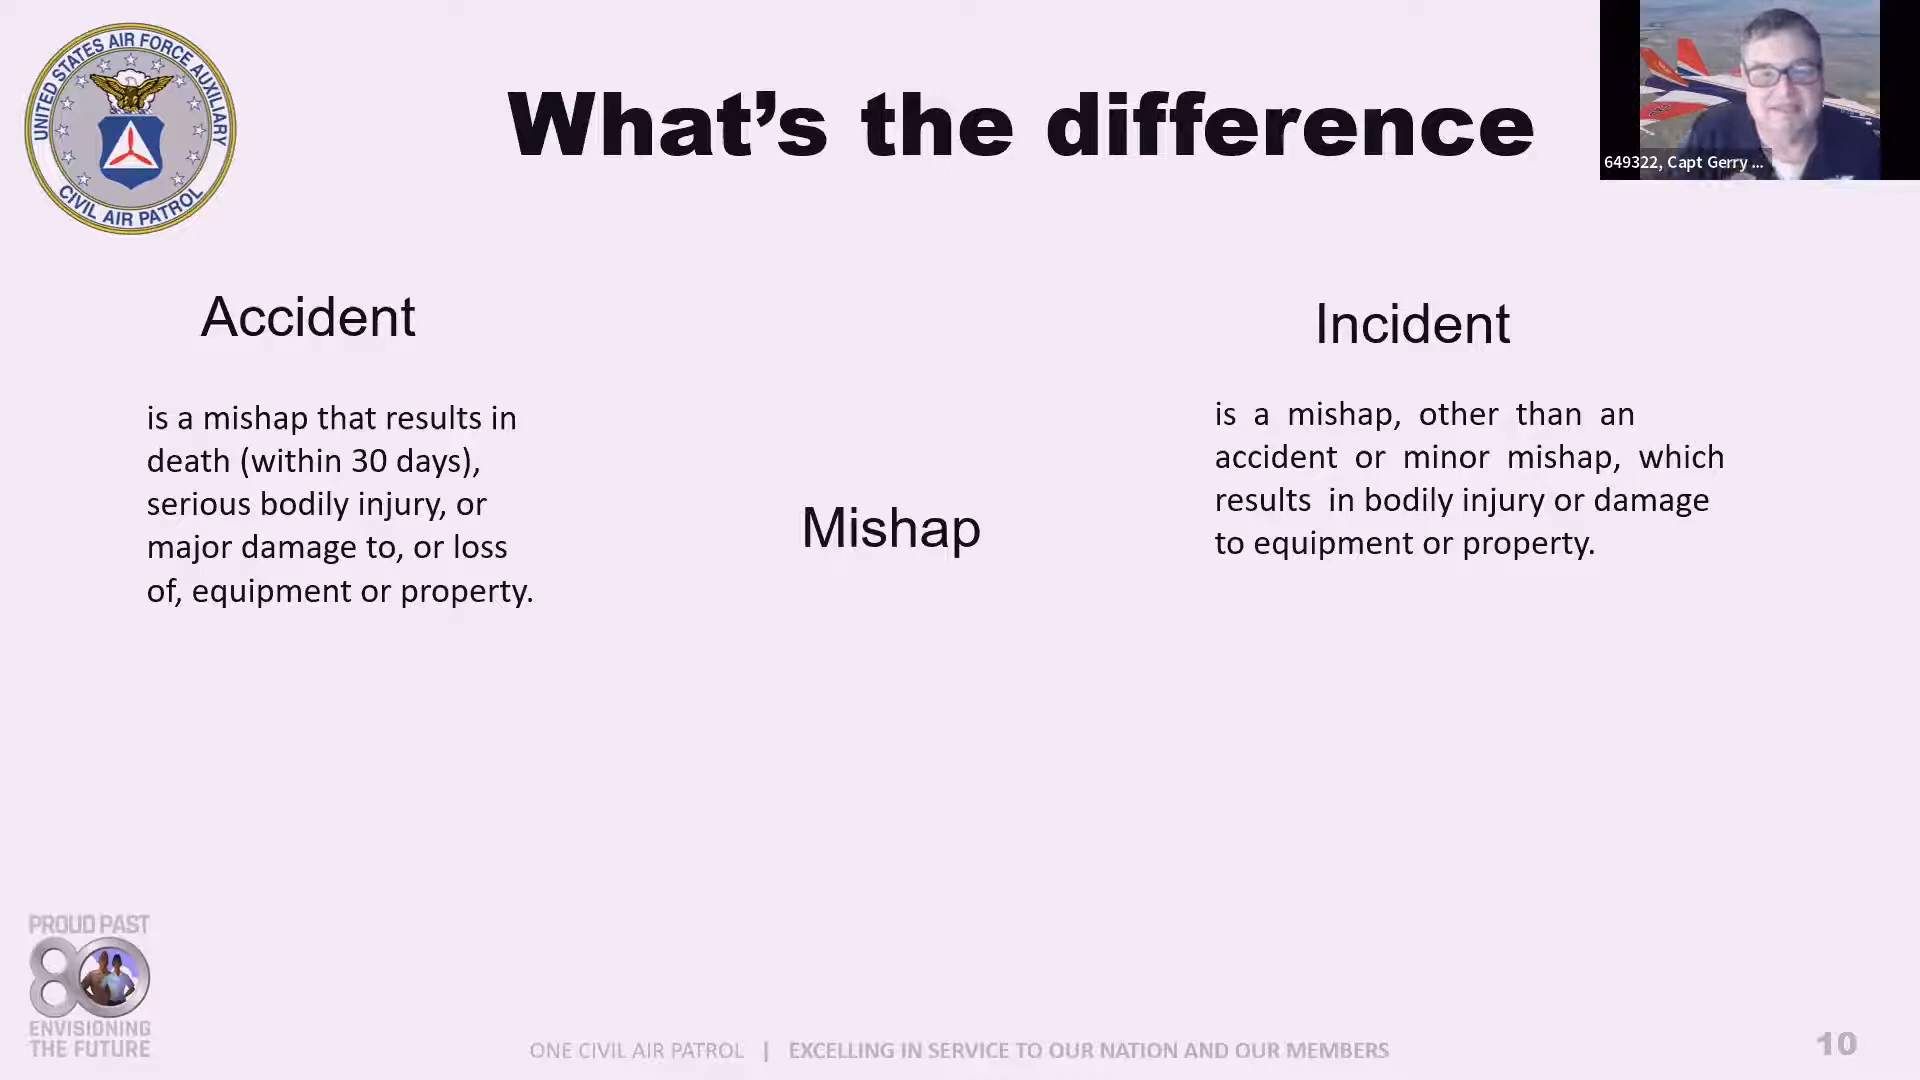 UNITED STATES AIR FORCE AUXILIARY
CIVIL AIR PATROL
What’s the difference
649322, Capt Gerry ...
Accident
is a mishap that results in
death (within 30 days),
serious bodily injury, or
major damage to, or loss
of, equipment or property.
Mishap
Incident
is a mishap, other than an
accident or minor mishap, which
results in bodily injury or damage
to equipment or property.
PROUD PAST
80
ENVISIONING
THE FUTURE
ONE CIVIL AIR PATROL | EXCELLING IN SERVICE TO OUR NATION AND OUR MEMBERS
10